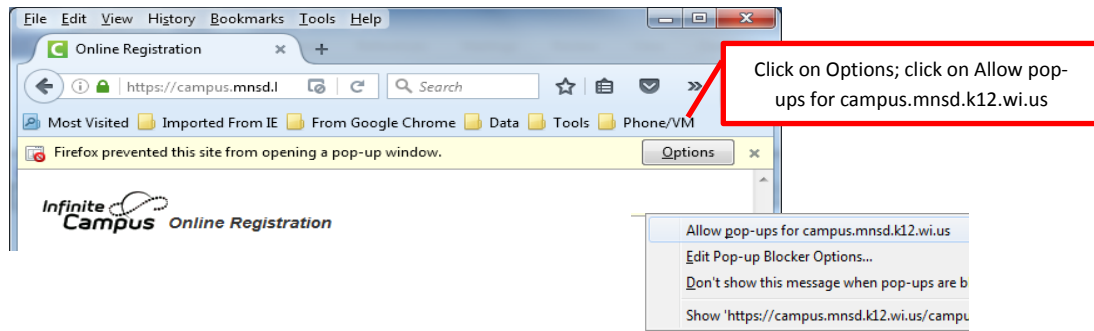 File Edit View History Bookmarks Tools Help
Online Registration
Click on Options; click on Allow pop-
ups for campus.mnsd.k12.wi.us
https://campus.mnsd.l Search
Most Visited Imported From IE From Google Chrome Data Tools Phone/VM
Firefox prevented this site from opening a pop-up window. Options
Infinite
Campus Online Registration
Allow pop-ups for campus.mnsd.k12.wi.us
Edit Pop-up Blocker Options...
Don't show this message when pop-ups are b
Show 'https://campus.mnsd.k12.wi.us/campu